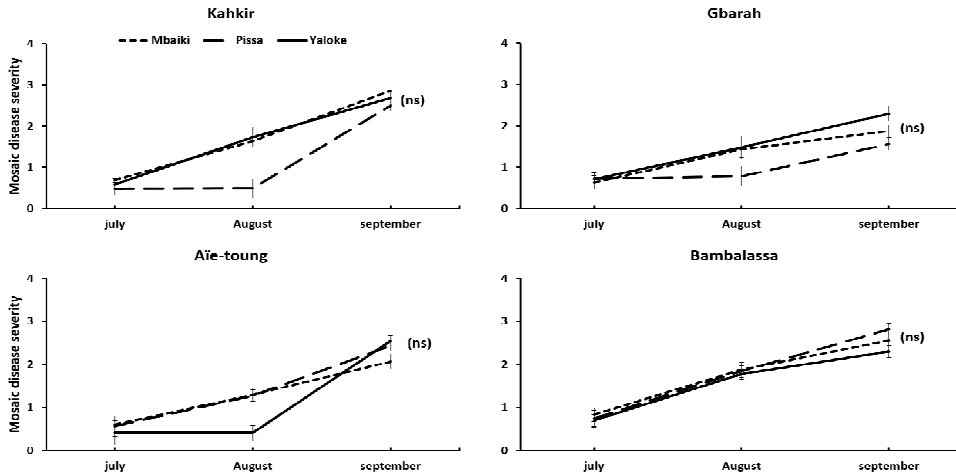 Kahkir
Mbaiki Pissa Yaloke
Mosaic disease severity
4
3
2
1
0
(ns)
july August september
Gbarah
4
3
2
1
0
(ns)
july August september
Aïe-toung
Mosaic disease severity
4
3
2
1
0
(ns)
july August september
Bambalassa
4
3
2
1
0
(ns)
july August september